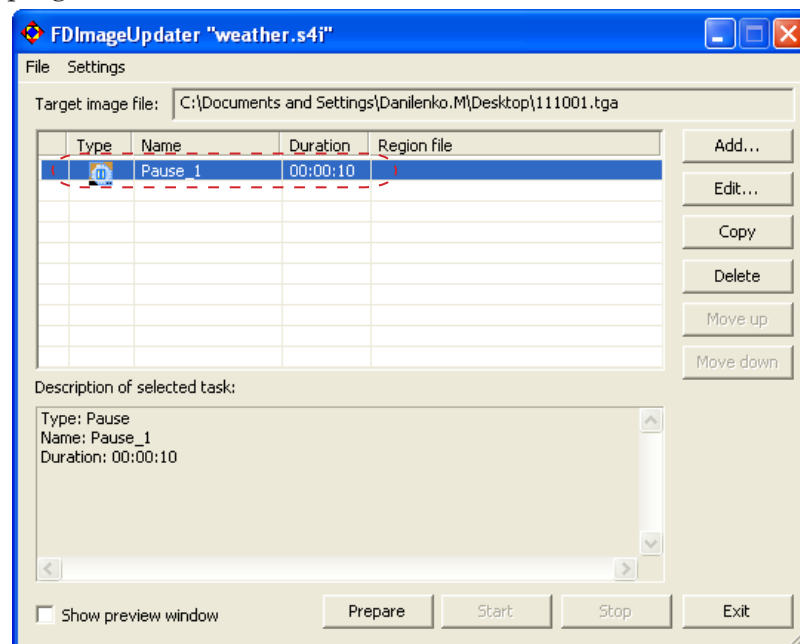 FDImageUpdater "weather.s4i"
File Settings
Target image file: C:\Documents and Settings\Danilenko.M\Desktop\111001.tga
Type Name Duration Region file
Pause_1 00:00:10
Add...
Edit...
Copy
Delete
Move up
Move down
Description of selected task:
Type: Pause
Name: Pause_1
Duration: 00:00:10
Show preview window Prepare Start Stop Exit